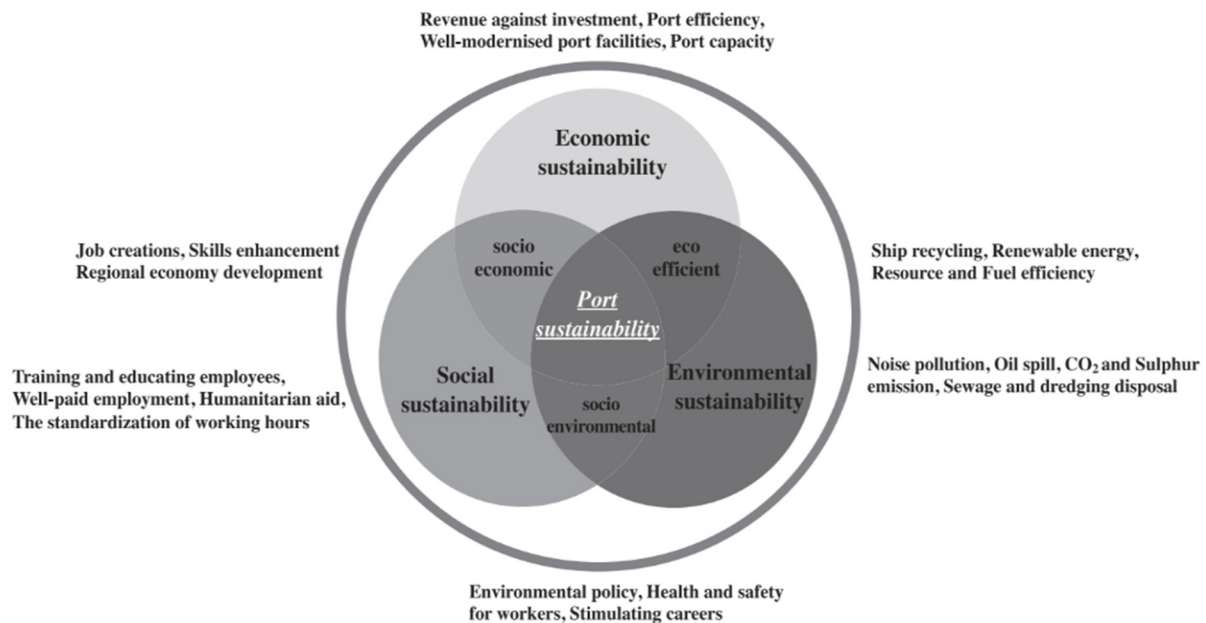 Revenue against investment, Port efficiency,
Well-modernised port facilities, Port capacity
Economic
sustainability
Job creations, Skills enhancement
Regional economy development
socio
economic
eco
efficient
Ship recycling, Renewable energy,
Resource and Fuel efficiency
Port
sustainability
Training and educating employees,
Well-paid employment, Humanitarian aid,
The standardization of working hours
Social
sustainability
Environmental
sustainability
Noise pollution, Oil spill, CO₂ and Sulphur
emission, Sewage and dredging disposal
socio
environmental
Environmental policy, Health and safety
for workers, Stimulating careers